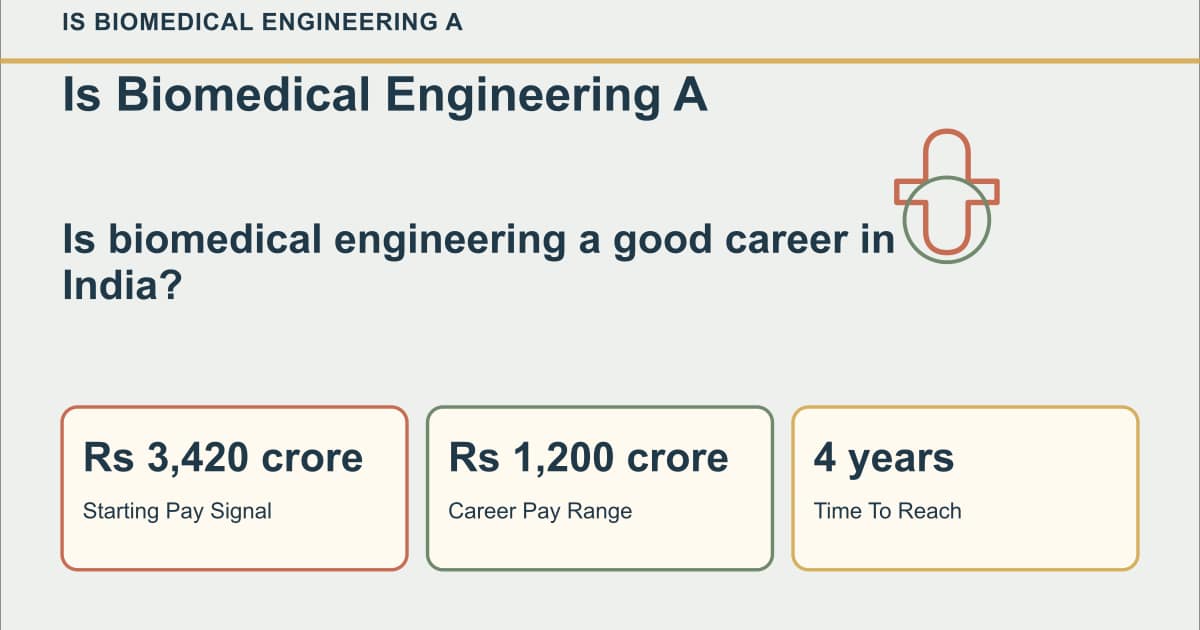 IS BIOMEDICAL ENGINEERING A
Is Biomedical Engineering A
Is biomedical engineering a good career in
India?
Rs 3,420 crore
Starting Pay Signal
Rs 1,200 crore
Career Pay Range
4 years
Time To Reach